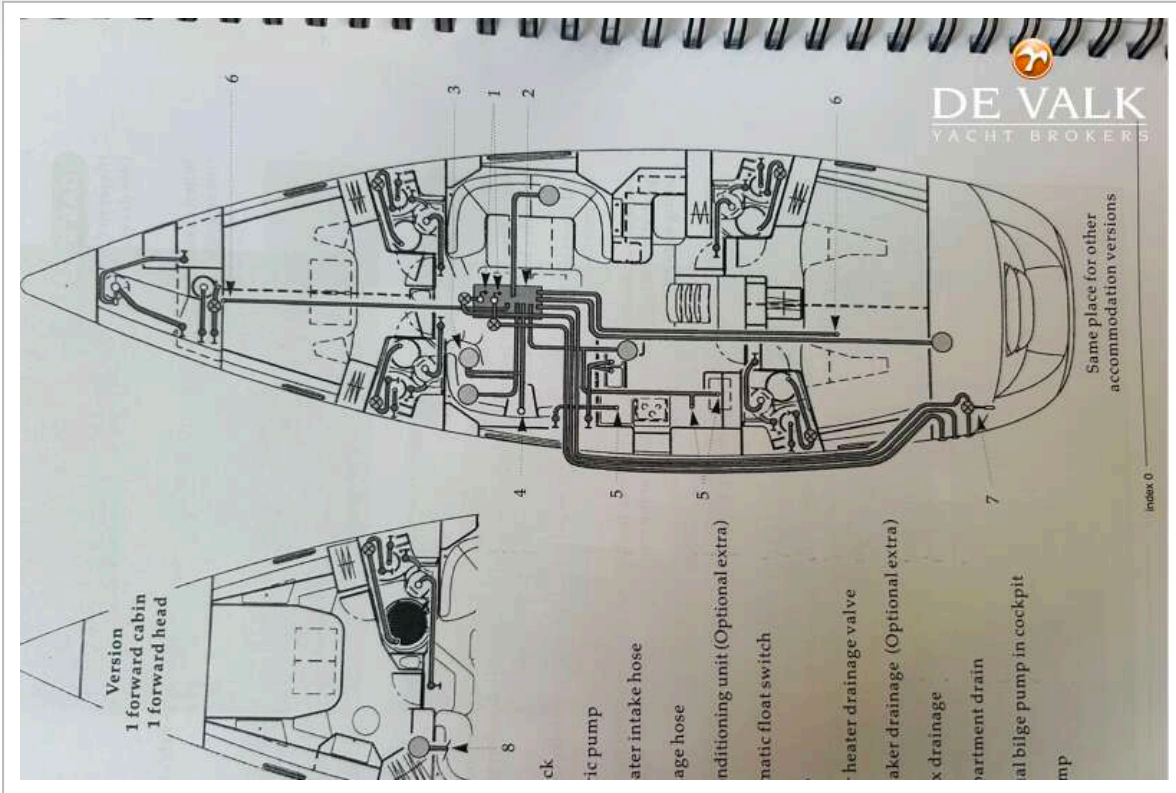 DE VALK
YACHT BROKERS
6
3
1
2
6
4
5
5
7
Same place for other
accommodation versions
index 0
Version
1 forward cabin
1 forward head
8
ck
ric pump
ater intake hose
age hose
nditioning unit (Optional extra)
matic float switch
heater drainage valve
aker drainage (Optional extra)
x drainage
partment drain
al bilge pump in cockpit
mp